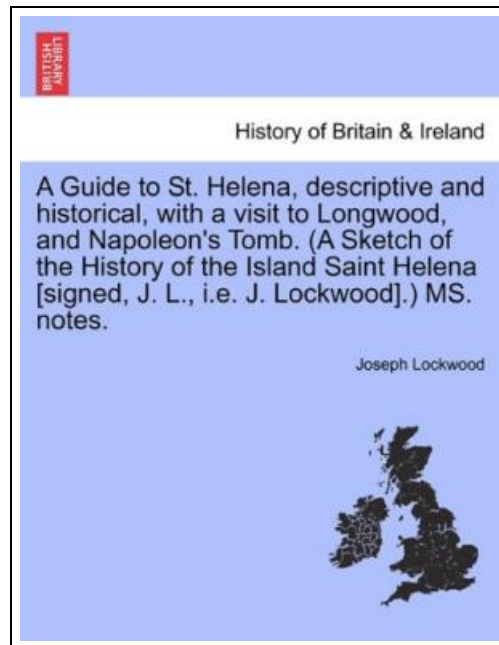 BRITISH
LIBRARY
History of Britain & Ireland
A Guide to St. Helena, descriptive and
historical, with a visit to Longwood,
and Napoleon's Tomb. (A Sketch of
the History of the Island Saint Helena
[signed, J. L., i.e. J. Lockwood].) MS.
notes.
Joseph Lockwood